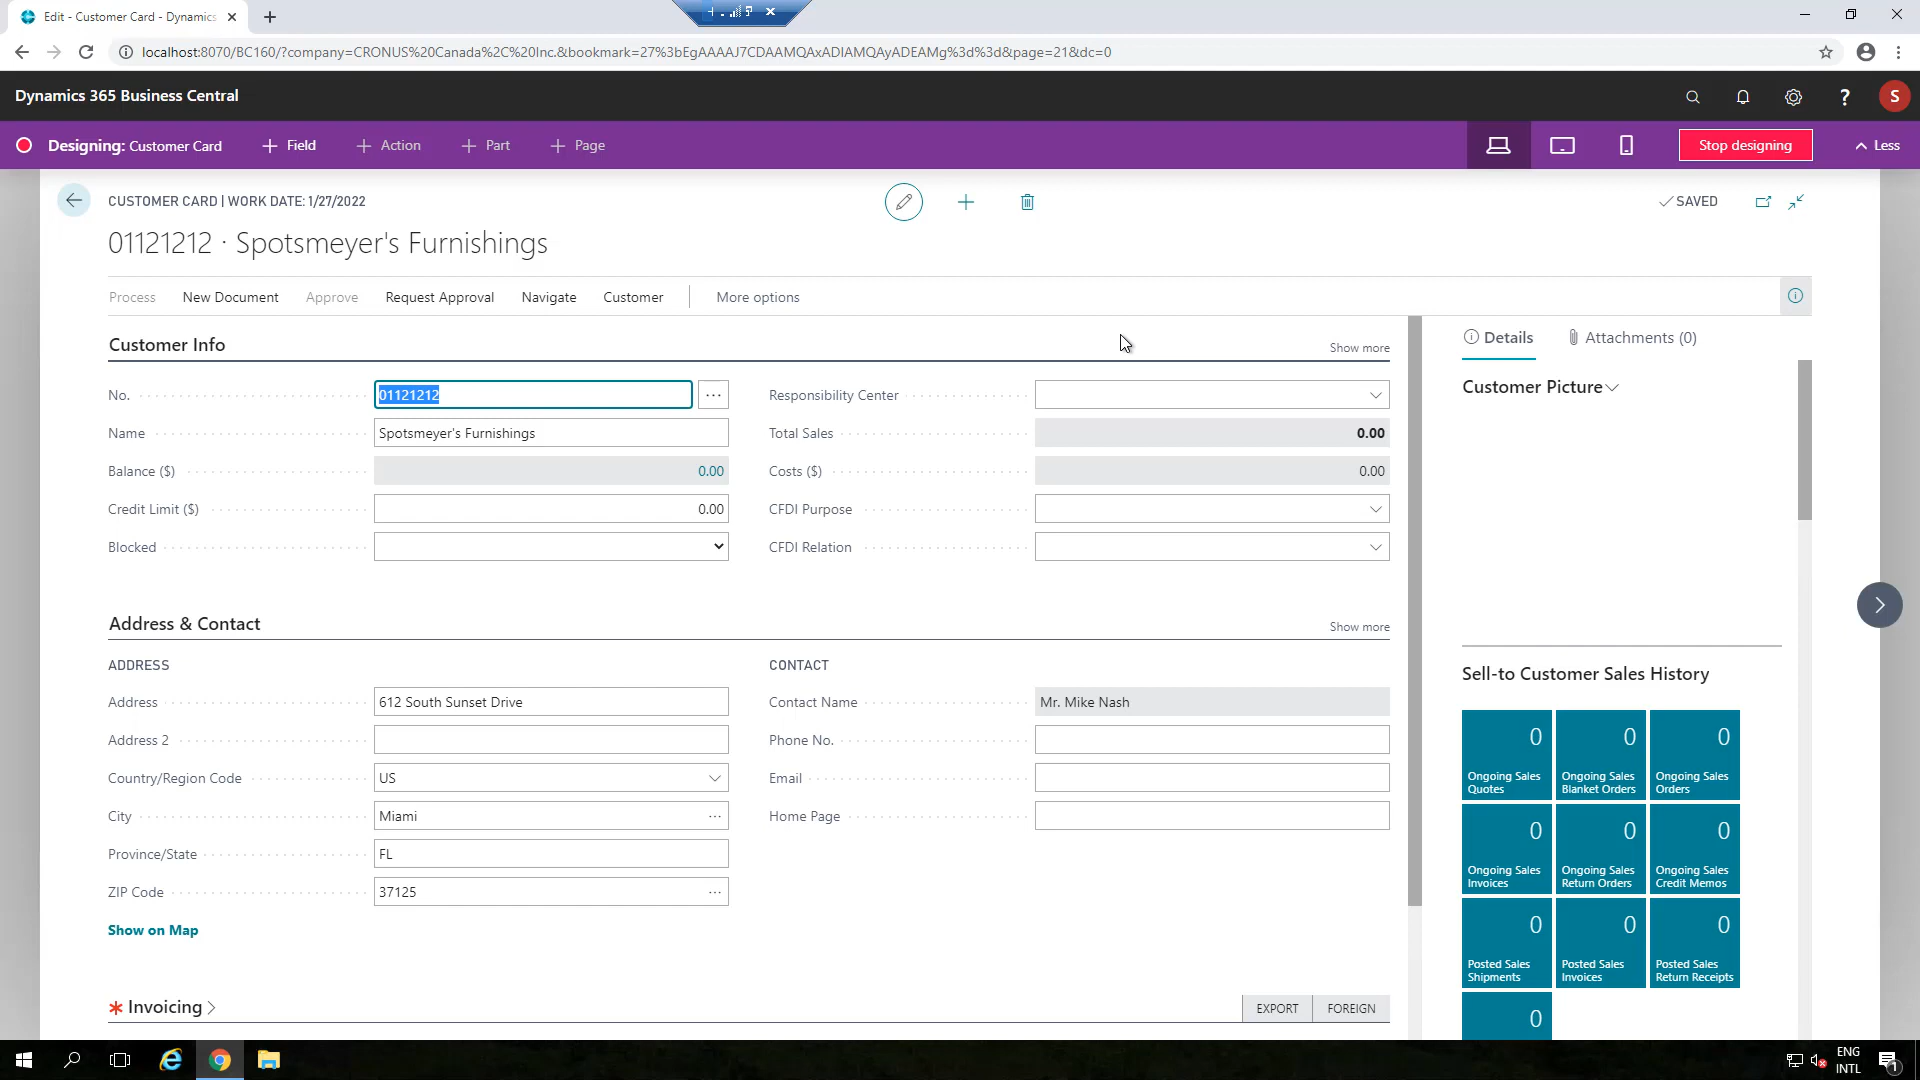 Edit - Customer Card - Dynamics
localhost:8070/BC160/?company=CRONUS%20Canada%2C%20Inc.&bookmark=27%3bEgAAAAJ7CDAAMQAxADIAMQAyADEAMg%3d%3d&page=21&dc=0
Dynamics 365 Business Central
?
S
Designing: Customer Card
Field
Action
Part
Page
Stop designing
Less
CUSTOMER CARD | WORK DATE: 1/27/2022
SAVED
01121212 · Spotsmeyer's Furnishings
Process
New Document
Approve
Request Approval
Navigate
Customer
More options
Customer Info
Show more
No.
01121212
Name
Spotsmeyer's Furnishings
Balance ($)
0.00
Credit Limit ($)
0.00
Blocked
Responsibility Center
Total Sales
0.00
Costs ($)
0.00
CFDI Purpose
CFDI Relation
Address & Contact
Show more
ADDRESS
Address
612 South Sunset Drive
Address 2
Country/Region Code
US
City
Miami
Province/State
FL
ZIP Code
37125
Show on Map
CONTACT
Contact Name
Mr. Mike Nash
Phone No.
Email
Home Page
Invoicing
EXPORT
FOREIGN
Details
Attachments (0)
Customer Picture
Sell-to Customer Sales History
0
Ongoing Sales
Quotes
0
Ongoing Sales
Blanket Orders
0
Ongoing Sales
Orders
0
Ongoing Sales
Invoices
0
Ongoing Sales
Return Orders
0
Ongoing Sales
Credit Memos
0
Posted Sales
Shipments
0
Posted Sales
Invoices
0
Posted Sales
Return Receipts
0
ENG
INTL
1